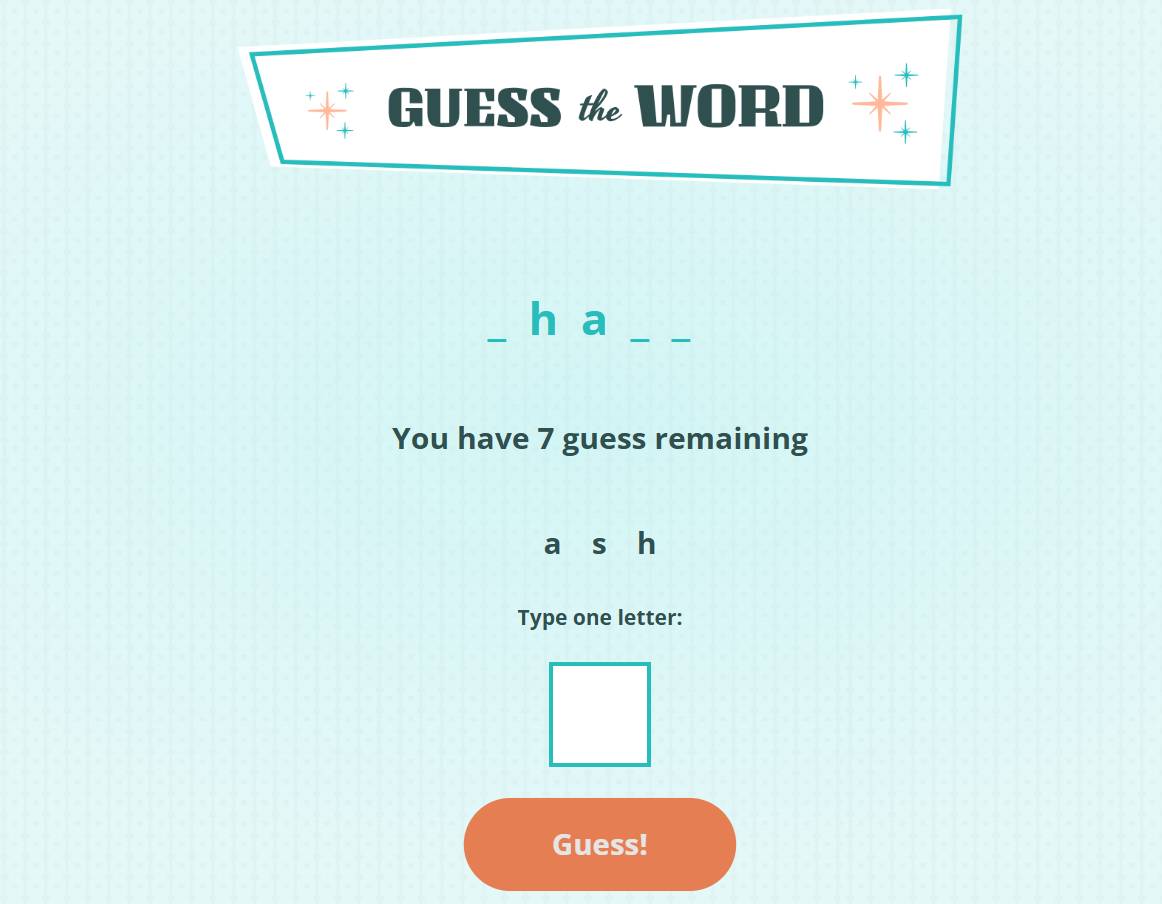 GUESS the WORD
_ h a _ _
You have 7 guess remaining
a s h
Type one letter:
Guess!